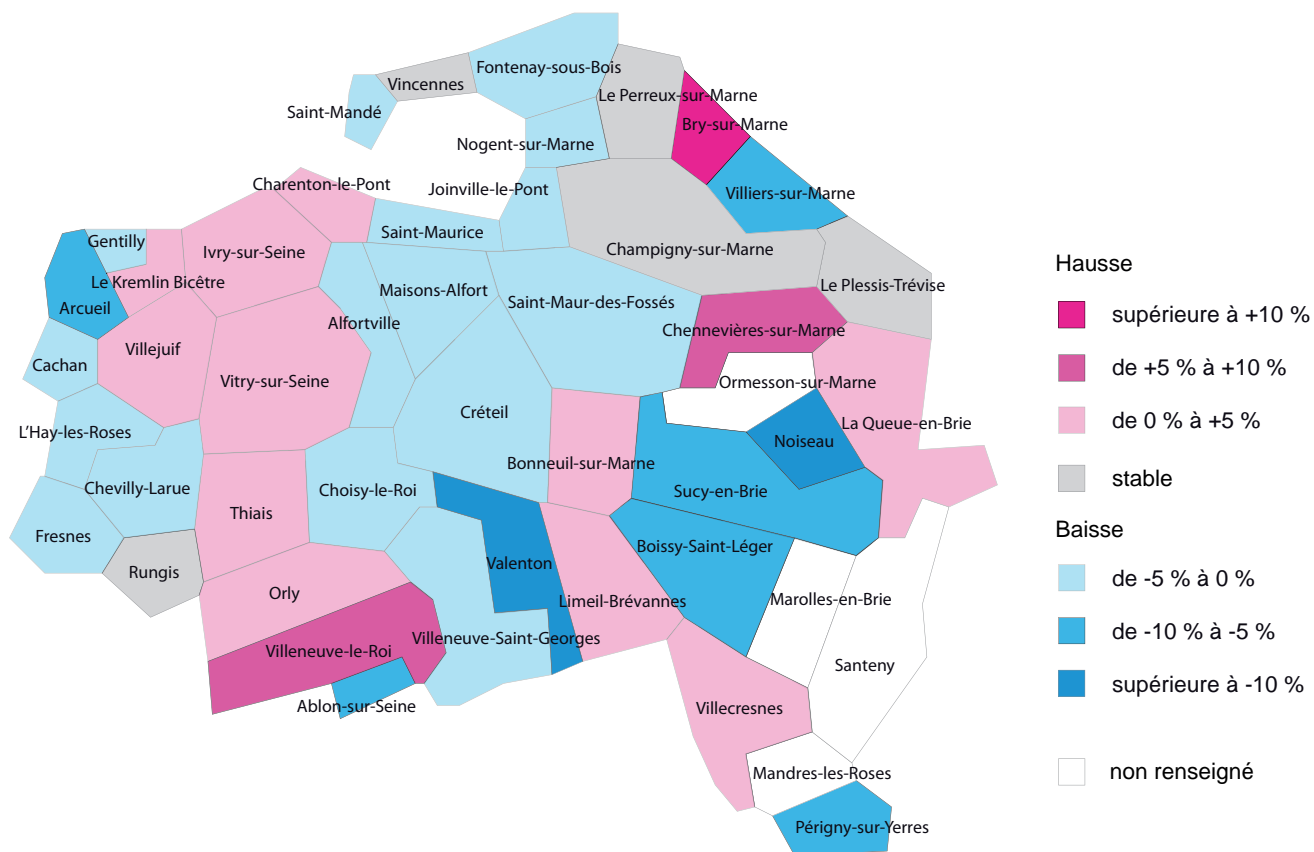 Vincennes
Fontenay-sous-Bois
Saint-Mandé
Le Perreux-sur-Marne
Bry-sur-Marne
Nogent-sur-Marne
Charenton-le-Pont
Joinville-le-Pont
Villiers-sur-Marne
Gentilly
Ivry-sur-Seine
Saint-Maurice
Champigny-sur-Marne
Le Kremlin Bicêtre
Maisons-Alfort
Le Plessis-Trévise
Arcueil
Saint-Maur-des-Fossés
Alfortville
Chennevières-sur-Marne
Villejuif
Cachan
Vitry-sur-Seine
Ormesson-sur-Marne
Créteil
La Queue-en-Brie
L'Hay-les-Roses
Noiseau
Bonneuil-sur-Marne
Chevilly-Larue
Choisy-le-Roi
Sucy-en-Brie
Thiais
Fresnes
Boissy-Saint-Léger
Valenton
Rungis
Orly
Limeil-Brévannes
Marolles-en-Brie
Villeneuve-Saint-Georges
Villeneuve-le-Roi
Santeny
Ablon-sur-Seine
Villecresnes
Mandres-les-Roses
Périgny-sur-Yerres
Hausse
supérieure à +10 %
de +5 % à +10 %
de 0 % à +5 %
stable
Baisse
de -5 % à 0 %
de -10 % à -5 %
supérieure à -10 %
non renseigné